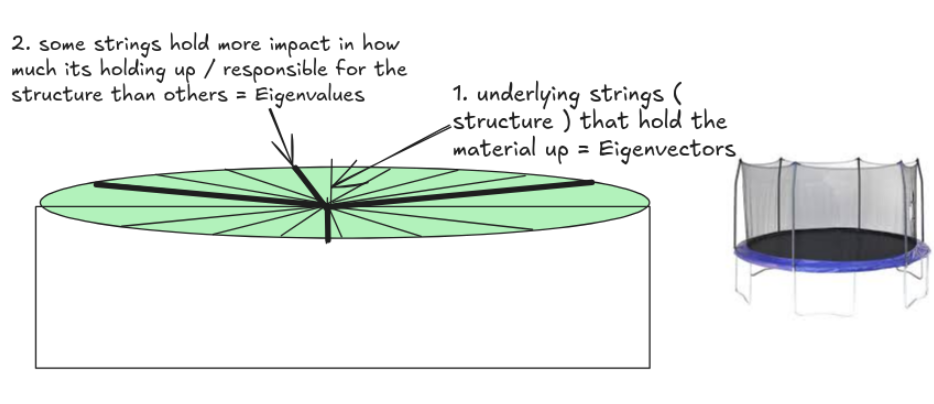 2. some strings hold more impact in how
much its holding up / responsible for the
structure than others = Eigenvalues
1. underlying strings (
structure ) that hold the
material up = Eigenvectors